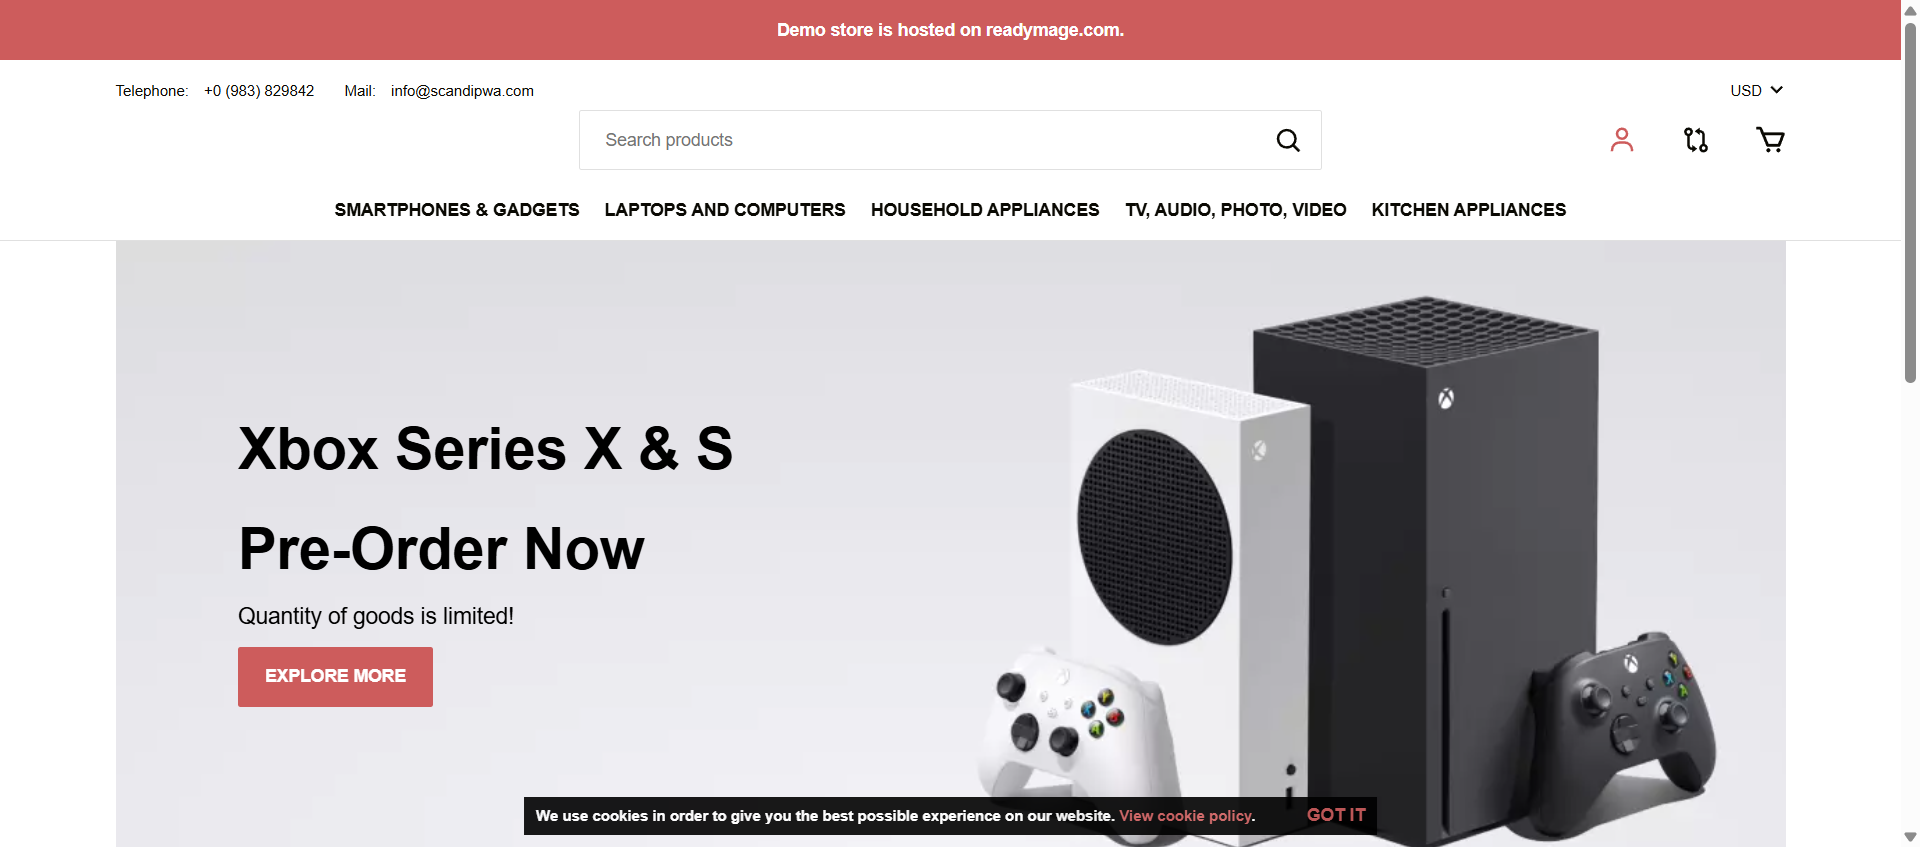 Demo store is hosted on readymage.com.
Telephone: +0 (983) 829842 Mail: info@scandipwa.com
USD
Search products
SMARTPHONES & GADGETS LAPTOPS AND COMPUTERS HOUSEHOLD APPLIANCES TV, AUDIO, PHOTO, VIDEO KITCHEN APPLIANCES
Xbox Series X & S
Pre-Order Now
Quantity of goods is limited!
EXPLORE MORE
We use cookies in order to give you the best possible experience on our website. View cookie policy. GOT IT